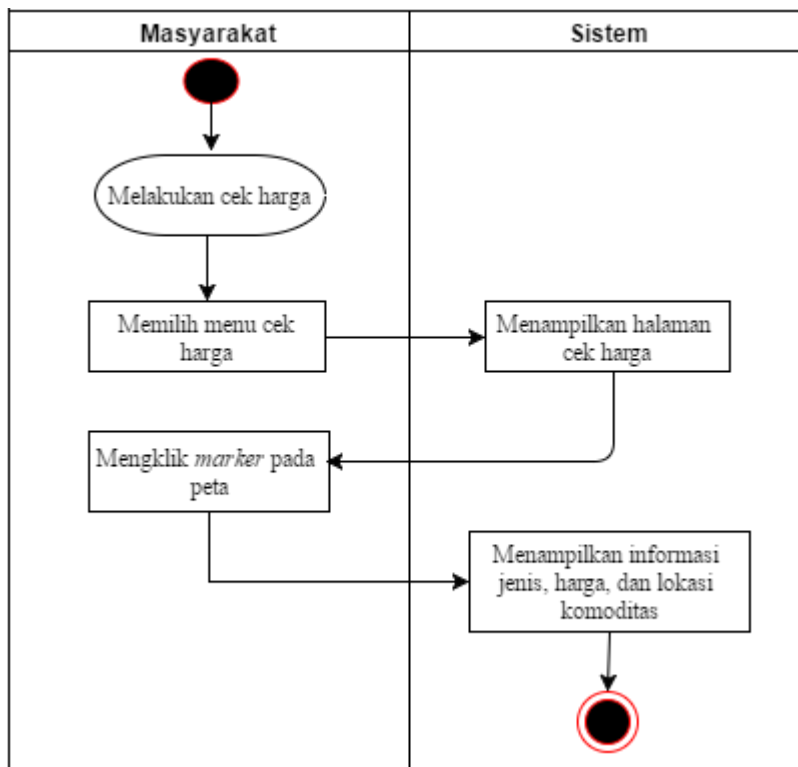 Masyarakat
Sistem
Melakukan cek harga
Memilih menu cek
harga
Menampilkan halaman
cek harga
Mengklik marker pada
peta
Menampilkan informasi
jenis, harga, dan lokasi
komoditas